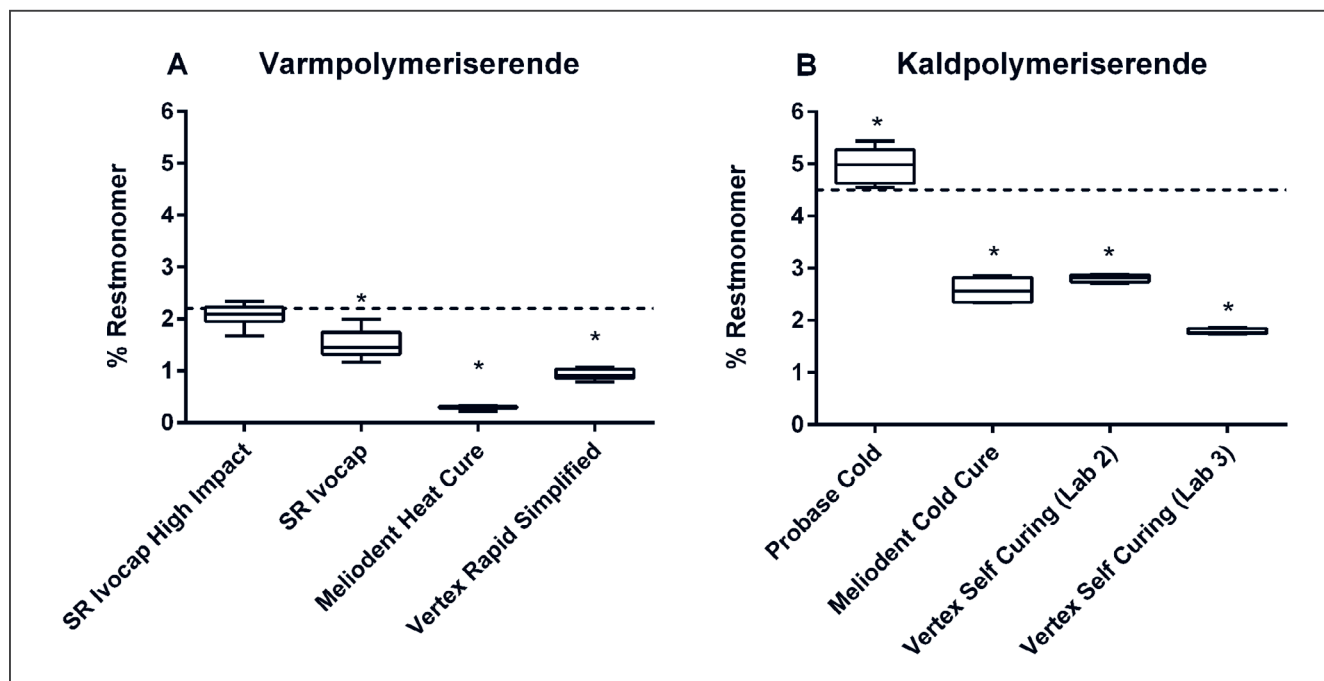 A Varmpolymeriserende
% Restmonomer
6
5
4
3
2
1
0
*
*
*
SR Ivocap High Impact
SR Ivocap
Meliodent Heat Cure
Vertex Rapid Simplified
B Kaldpolymeriserende
% Restmonomer
6
5
4
3
2
1
0
*
*
*
*
Probase Cold
Meliodent Cold Cure
Vertex Self Curing (Lab 2)
Vertex Self Curing (Lab 3)